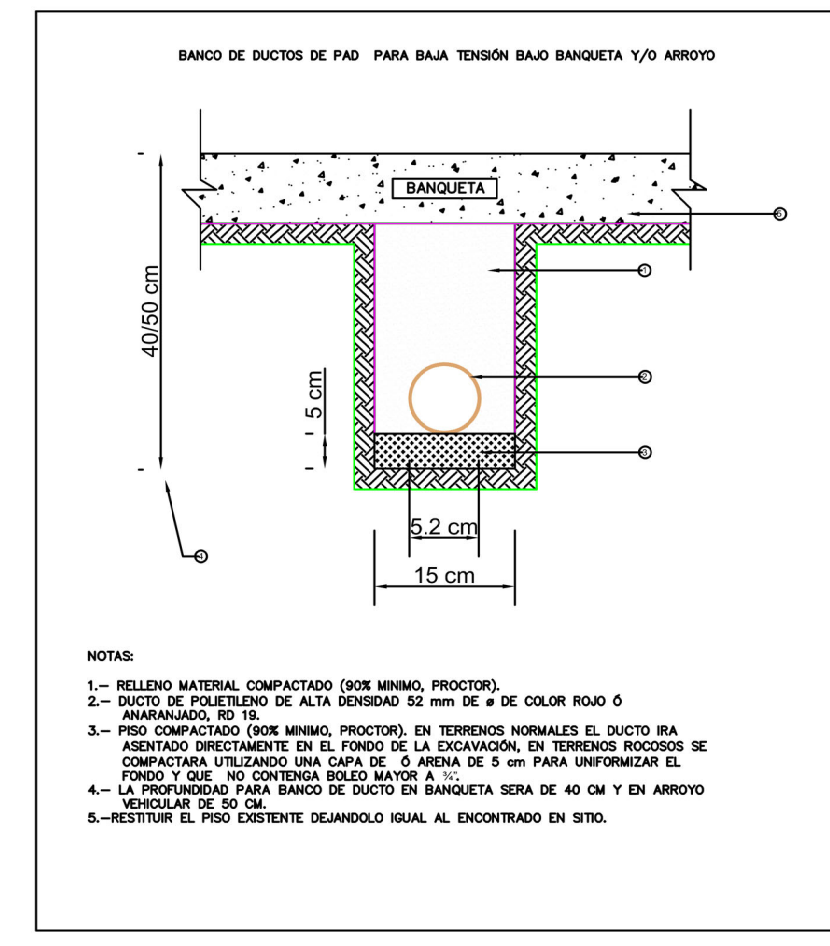 BANCO DE DUCTOS DE PAD PARA BAJA TENSIÓN BAJO BANQUETA Y/O ARROYO
BANQUETA
5
1
40/50 cm
2
5 cm
3
5.2 cm
4
15 cm
NOTAS:
1.— RELLENO MATERIAL COMPACTADO (90% MINIMO, PROCTOR).
2.— DUCTO DE POLIETILENO DE ALTA DENSIDAD 52 mm DE ø DE COLOR ROJO Ó
ANARANJADO, RD 19.
3.— PISO COMPACTADO (90% MINIMO, PROCTOR). EN TERRENOS NORMALES EL DUCTO IRA
ASENTADO DIRECTAMENTE EN EL FONDO DE LA EXCAVACIÓN, EN TERRENOS ROCOSOS SE
COMPACTARA UTILIZANDO UNA CAPA DE Ó ARENA DE 5 cm PARA UNIFORMIZAR EL
FONDO Y QUE NO CONTENGA BOLEO MAYOR A ¾".
4.— LA PROFUNDIDAD PARA BANCO DE DUCTO EN BANQUETA SERA DE 40 CM Y EN ARROYO
VEHICULAR DE 50 CM.
5.—RESTITUIR EL PISO EXISTENTE DEJANDOLO IGUAL AL ENCONTRADO EN SITIO.